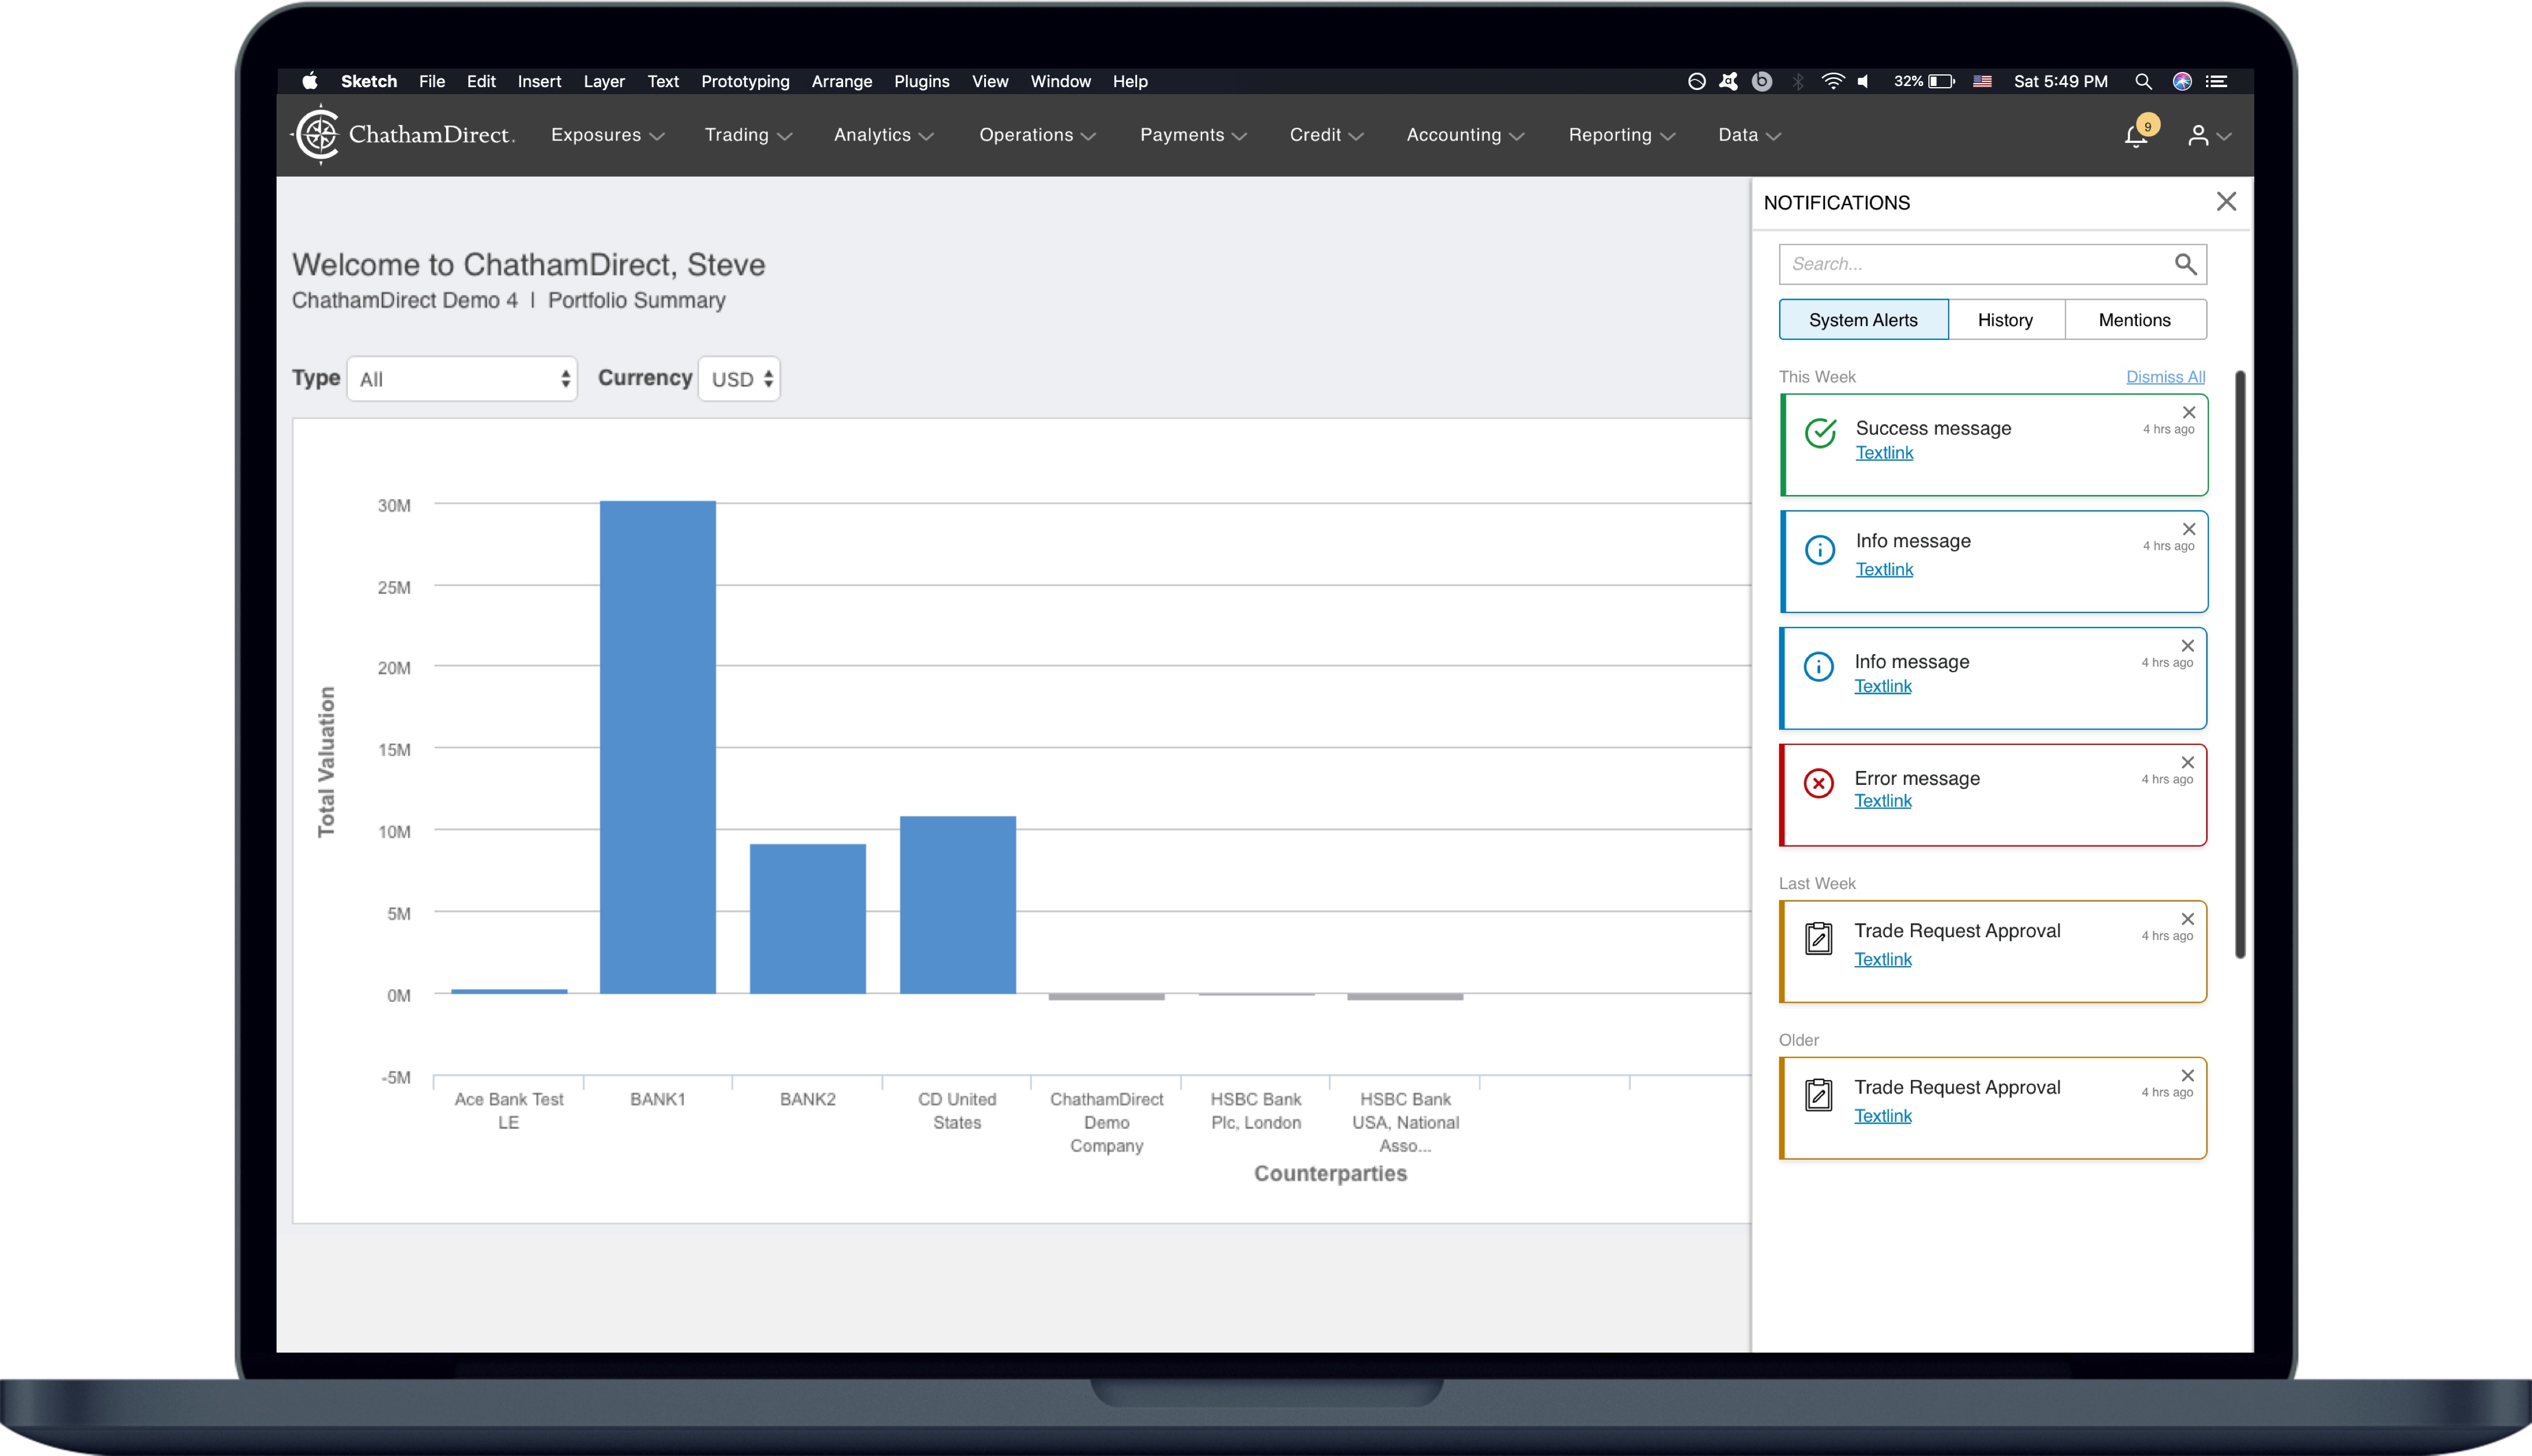 Sketch File Edit Insert Layer Text Prototyping Arrange Plugins View Window Help 32% Sat 5:49 PM
ChathamDirect. Exposures Trading Analytics Operations Payments Credit Accounting Reporting Data 9
Welcome to ChathamDirect, Steve
ChathamDirect Demo 4 | Portfolio Summary
Type All Currency USD
Total Valuation
30M
25M
20M
15M
10M
5M
0M
-5M
Ace Bank Test
LE
BANK1
BANK2
CD United
States
ChathamDirect
Demo
Company
HSBC Bank
Plc, London
HSBC Bank
USA, National
Asso...
Counterparties
NOTIFICATIONS
Search...
System Alerts History Mentions
This Week Dismiss All
Success message 4 hrs ago
Textlink
Info message 4 hrs ago
Textlink
Info message 4 hrs ago
Textlink
Error message 4 hrs ago
Textlink
Last Week
Trade Request Approval 4 hrs ago
Textlink
Older
Trade Request Approval 4 hrs ago
Textlink